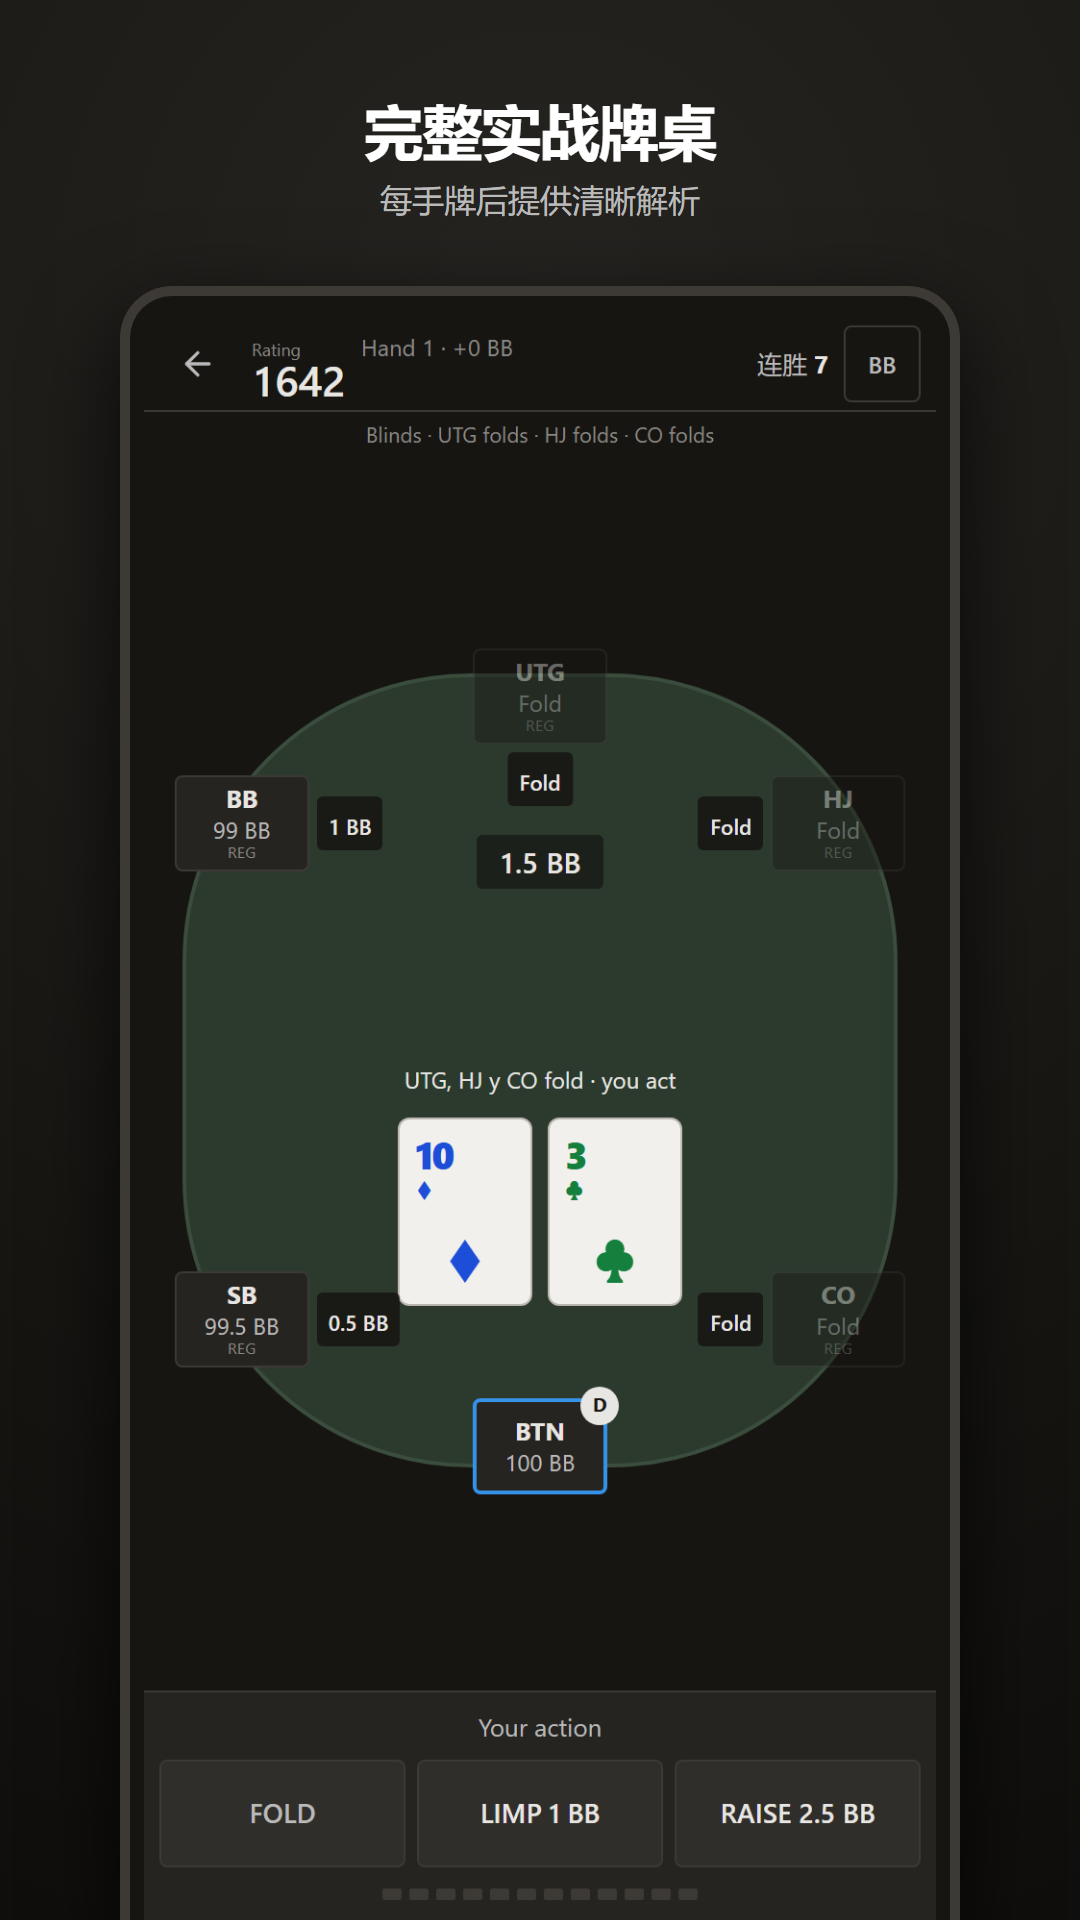 完整实战牌桌
每手牌后提供清晰解析
Rating
1642
Hand 1 · +0 BB
连胜 7
BB
Blinds · UTG folds · HJ folds · CO folds
UTG
Fold
REG
Fold
BB
99 BB
REG
1 BB
1.5 BB
Fold
HJ
Fold
REG
UTG, HJ y CO fold · you act
10
3
SB
99.5 BB
REG
0.5 BB
Fold
CO
Fold
REG
D
BTN
100 BB
Your action
FOLD
LIMP 1 BB
RAISE 2.5 BB